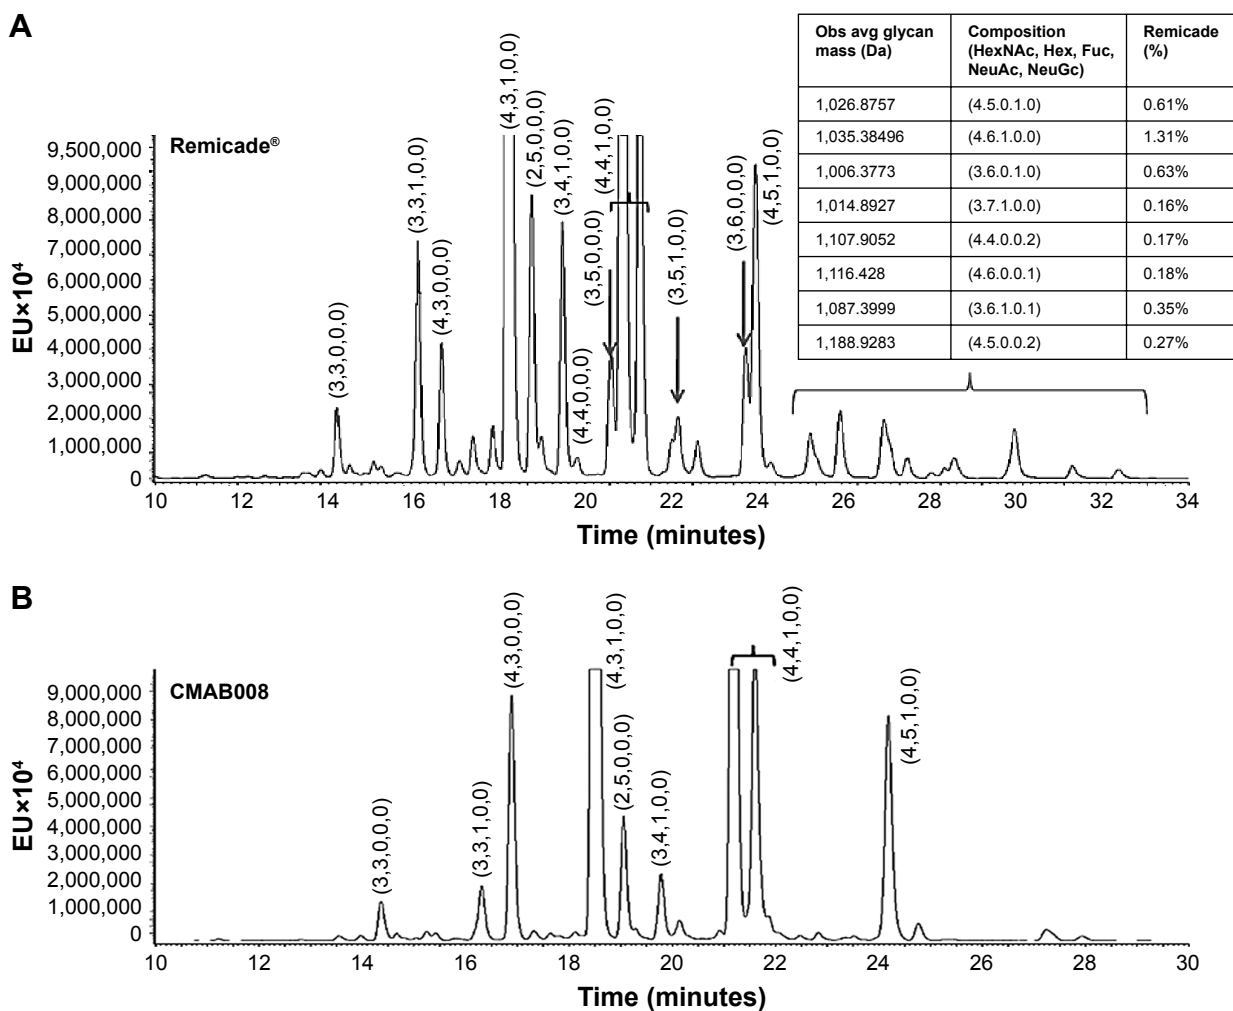 A
Remicade®
EU×10⁴
9,500,000
9,000,000
8,000,000
7,000,000
6,000,000
5,000,000
4,000,000
3,000,000
2,000,000
1,000,000
0
(3,3,0,0,0)
(3,3,1,0,0)
(4,3,0,0,0)
(4,3,1,0,0)
(2,5,0,0,0)
(3,4,1,0,0)
(4,4,0,0,0)
(3,5,0,0,0)
(4,4,1,0,0)
(3,5,1,0,0)
(3,6,0,0,0)
(4,5,1,0,0)
10 12 14 16 18 20 22 24 26 28 30 32 34
Time (minutes)
Obs avg glycan mass (Da) Composition (HexNAc, Hex, Fuc, NeuAc, NeuGc) Remicade (%)
1,026.8757 (4.5.0.1.0) 0.61%
1,035.38496 (4.6.1.0.0) 1.31%
1,006.3773 (3.6.0.1.0) 0.63%
1,014.8927 (3.7.1.0.0) 0.16%
1,107.9052 (4.4.0.0.2) 0.17%
1,116.428 (4.6.0.0.1) 0.18%
1,087.3999 (3.6.1.0.1) 0.35%
1,188.9283 (4.5.0.0.2) 0.27%
B
CMAB008
EU×10⁴
9,000,000
8,000,000
7,000,000
6,000,000
5,000,000
4,000,000
3,000,000
2,000,000
1,000,000
0
(3,3,0,0,0)
(3,3,1,0,0)
(4,3,0,0,0)
(4,3,1,0,0)
(2,5,0,0,0)
(3,4,1,0,0)
(4,4,1,0,0)
(4,5,1,0,0)
10 12 14 16 18 20 22 24 26 28 30
Time (minutes)